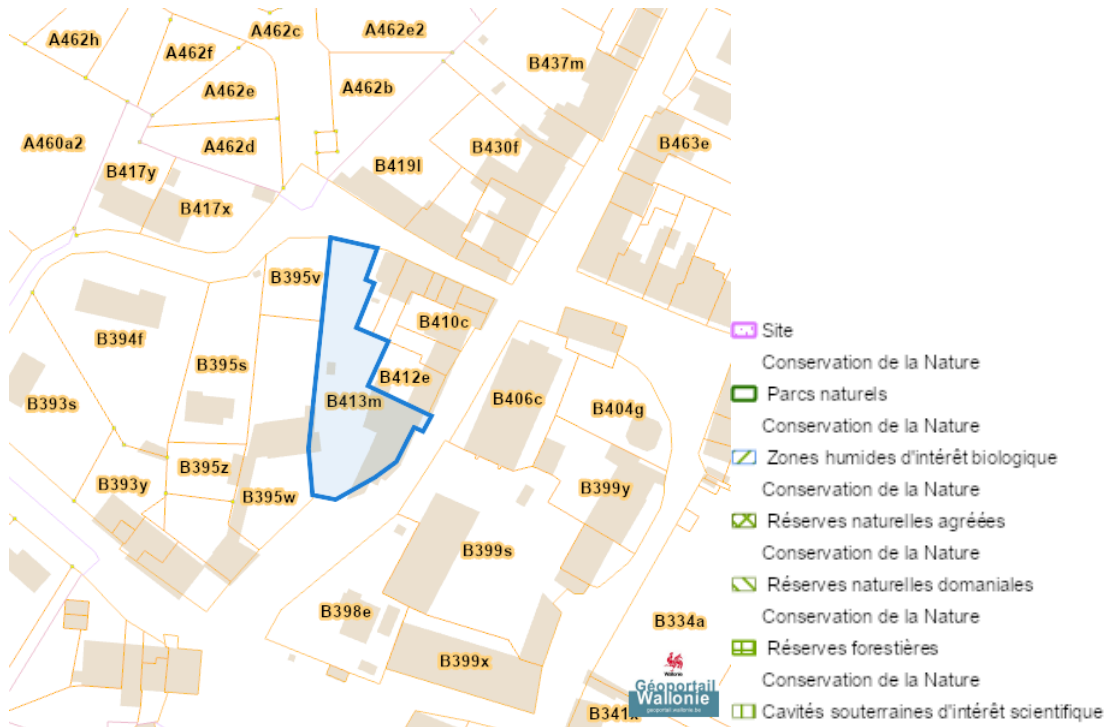 A462h
A462f
A462c
A462e2
B437m
A462e
A462b
A460a2
A462d
B430f
B463e
B417y
B419l
B417x
B395v
B410c
B394f
B395s
B412e
B393s
B413m
B406c
B404g
B393y
B395z
B395w
B399y
B399s
B398e
B334a
B399x
Wallonie
Géoportail
Wallonie
geoportail.wallonie.be
Site
Conservation de la Nature
Parcs naturels
Conservation de la Nature
Zones humides d'intérêt biologique
Conservation de la Nature
Réserves naturelles agréées
Conservation de la Nature
Réserves naturelles domaniales
Conservation de la Nature
Réserves forestières
Conservation de la Nature
Cavités souterraines d'intérêt scientifique